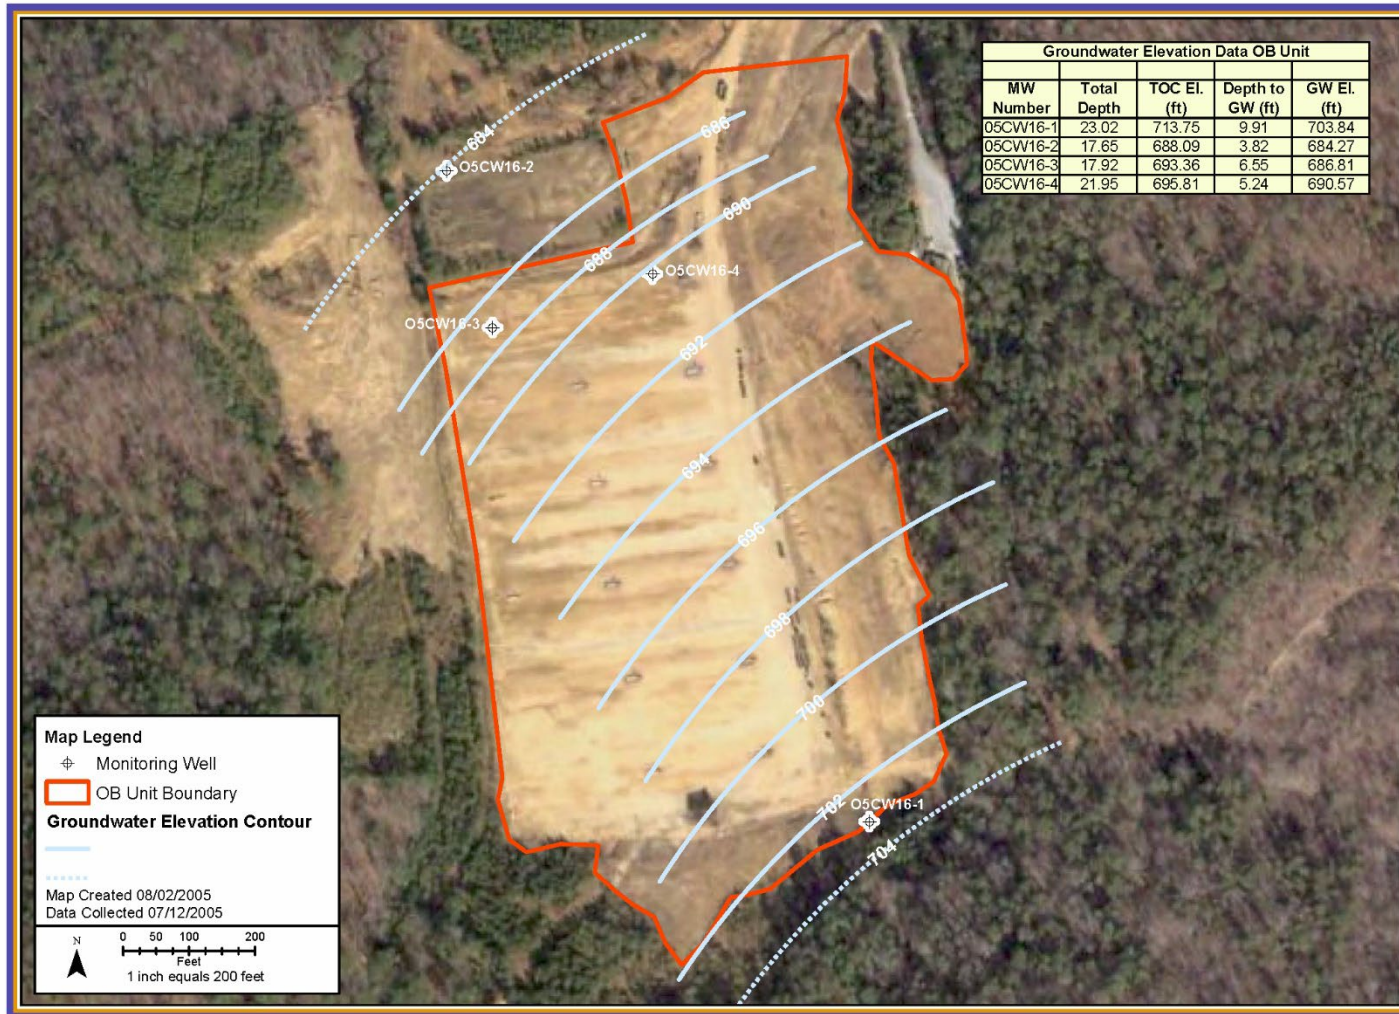 Groundwater Elevation Data OB Unit
MW Number Total Depth TOC El. (ft) Depth to GW (ft) GW El. (ft)
05CW16-1 23.02 713.75 9.91 703.84
05CW16-2 17.65 688.09 3.82 684.27
05CW16-3 17.92 693.36 6.55 686.81
05CW16-4 21.95 695.81 5.24 690.57
684
O5CW16-2
686
688
690
O5CW16-4
O5CW16-3
692
694
696
698
700
702
O5CW16-1
704
Map Legend
Monitoring Well
OB Unit Boundary
Groundwater Elevation Contour
Map Created 08/02/2005
Data Collected 07/12/2005
N
0 50 100 200
Feet
1 inch equals 200 feet